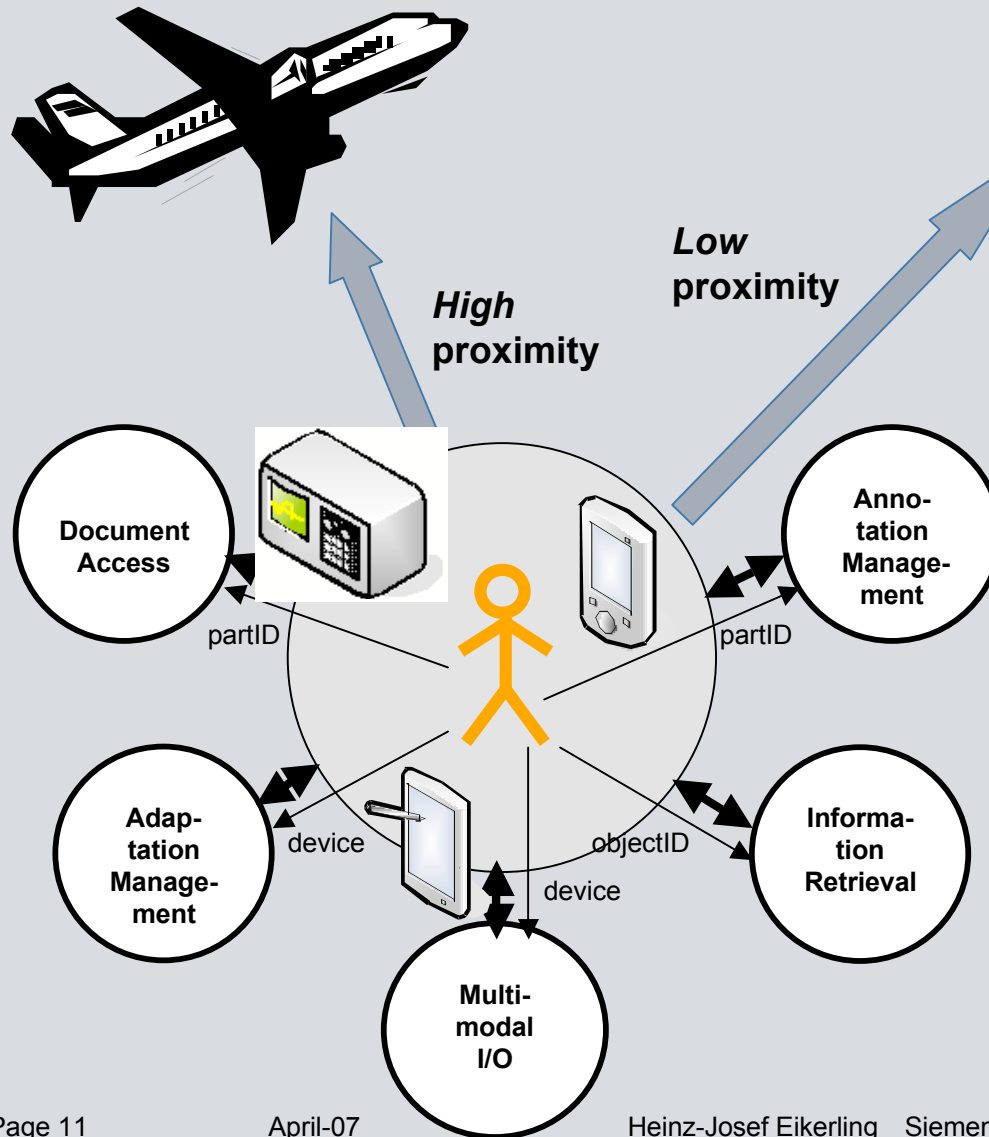 Low
proximity
High
proximity
Document
Access
Anno-
tation
Manage-
ment
partID
partID
Adap-
tation
Manage-
ment
device
objectID
Informa-
tion
Retrieval
device
Multi-
modal
I/O
Page 11 April-07 Heinz-Josef Eikerling Siemen